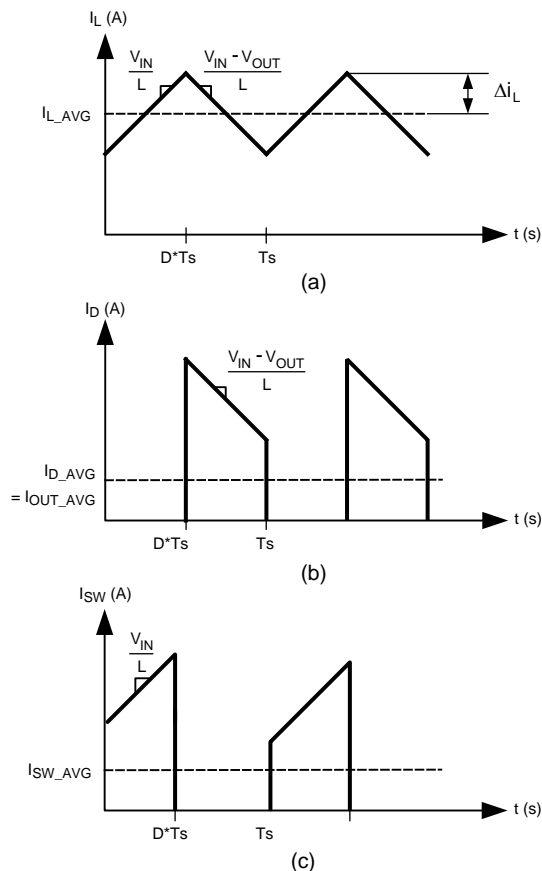 I_L (A)
V_IN
L
V_IN - V_OUT
L
I_L_AVG
Δi_L
t (s)
D*Ts
Ts
(a)
I_D (A)
V_IN - V_OUT
L
I_D_AVG
= I_OUT_AVG
t (s)
D*Ts
Ts
(b)
I_SW (A)
V_IN
L
I_SW_AVG
t (s)
D*Ts
Ts
(c)